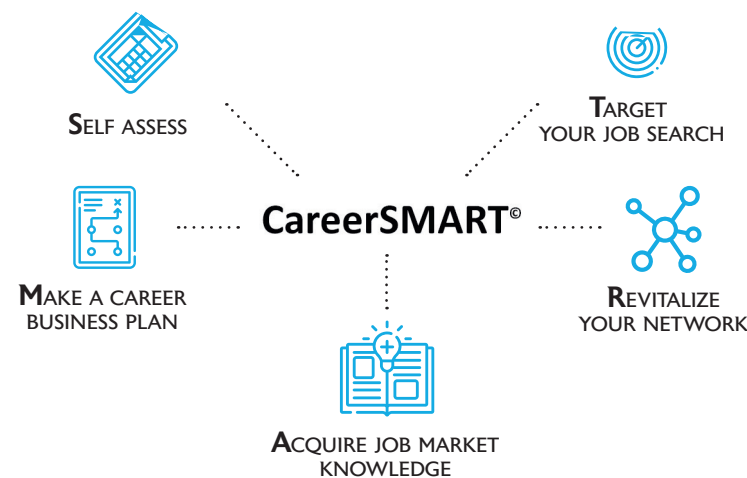 SELF ASSESS
TARGET
YOUR JOB SEARCH
CareerSMART©
MAKE A CAREER
BUSINESS PLAN
REVITALIZE
YOUR NETWORK
ACQUIRE JOB MARKET
KNOWLEDGE